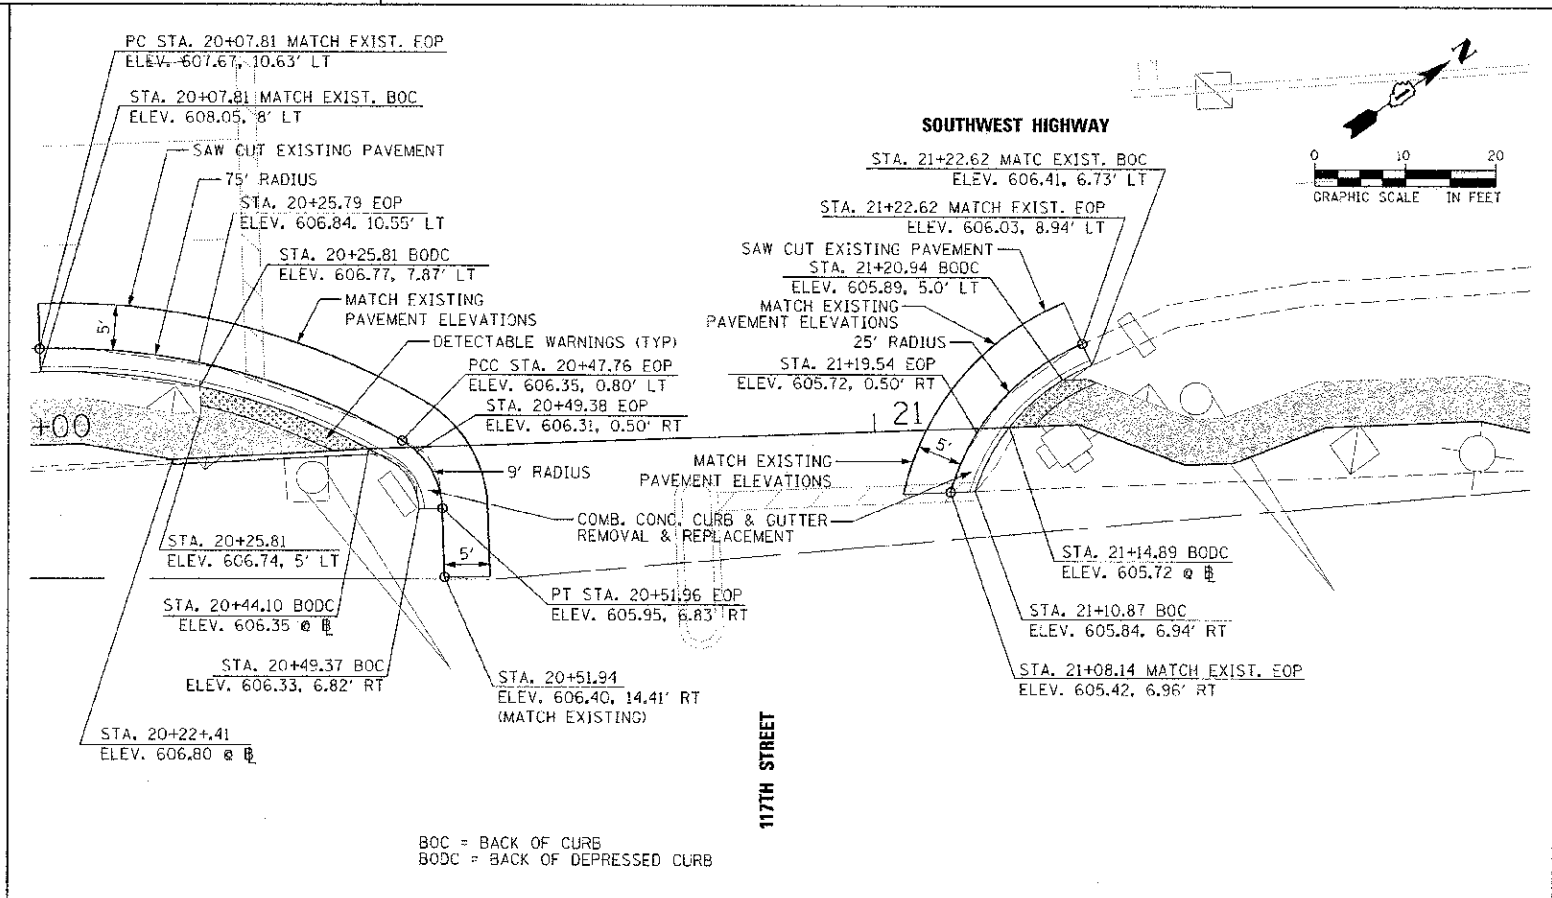 PC STA. 20+07.81 MATCH EXIST. EOP
ELEV. 607.67, 10.63' LT
STA. 20+07.81 MATCH EXIST. BOC
ELEV. 608.05, 8' LT
SAW CUT EXISTING PAVEMENT
75' RADIUS
STA. 20+25.79 EOP
ELEV. 606.84, 10.55' LT
STA. 20+25.81 BODC
ELEV. 606.77, 7.87' LT
MATCH EXISTING
PAVEMENT ELEVATIONS
5'
DETECTABLE WARNINGS (TYP)
PCC STA. 20+47.76 EOP
ELEV. 606.35, 0.80' LT
STA. 20+49.38 EOP
ELEV. 606.31, 0.50' RT
+00
9' RADIUS
COMB. CONC. CURB & GUTTER
REMOVAL & REPLACEMENT
STA. 20+25.81
ELEV. 606.74, 5' LT
5'
STA. 20+44.10 BODC
ELEV. 606.35 @ B̲L
PT STA. 20+51.96 EOP
ELEV. 605.95, 6.83' RT
STA. 20+49.37 BOC
ELEV. 606.33, 6.82' RT
STA. 20+51.94
ELEV. 606.40, 14.41' RT
(MATCH EXISTING)
STA. 20+22+.41
ELEV. 606.80 @ B̲L
SOUTHWEST HIGHWAY
N
0 10 20
GRAPHIC SCALE IN FEET
STA. 21+22.62 MATC EXIST. BOC
ELEV. 606.41, 6.73' LT
STA. 21+22.62 MATCH EXIST. EOP
ELEV. 606.03, 8.94' LT
SAW CUT EXISTING PAVEMENT
STA. 21+20.94 BODC
ELEV. 605.89, 5.0' LT
MATCH EXISTING
PAVEMENT ELEVATIONS
25' RADIUS
STA. 21+19.54 EOP
ELEV. 605.72, 0.50' RT
21
5'
MATCH EXISTING
PAVEMENT ELEVATIONS
STA. 21+14.89 BODC
ELEV. 605.72 @ B̲L
STA. 21+10.87 BOC
ELEV. 605.84, 6.94' RT
STA. 21+08.14 MATCH EXIST. EOP
ELEV. 605.42, 6.96' RT
117TH STREET
BOC = BACK OF CURB
BODC = BACK OF DEPRESSED CURB